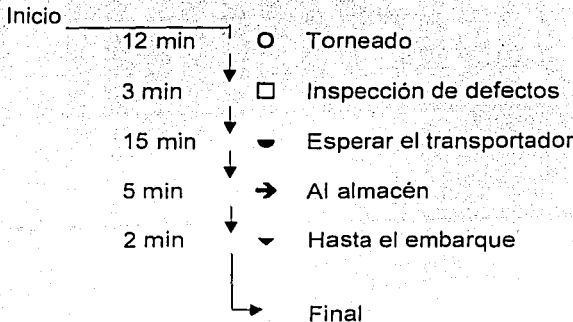 Inicio
12 min O Torneado
3 min □ Inspección de defectos
15 min Esperar el transportador
5 min → Al almacén
2 min Hasta el embarque
Final